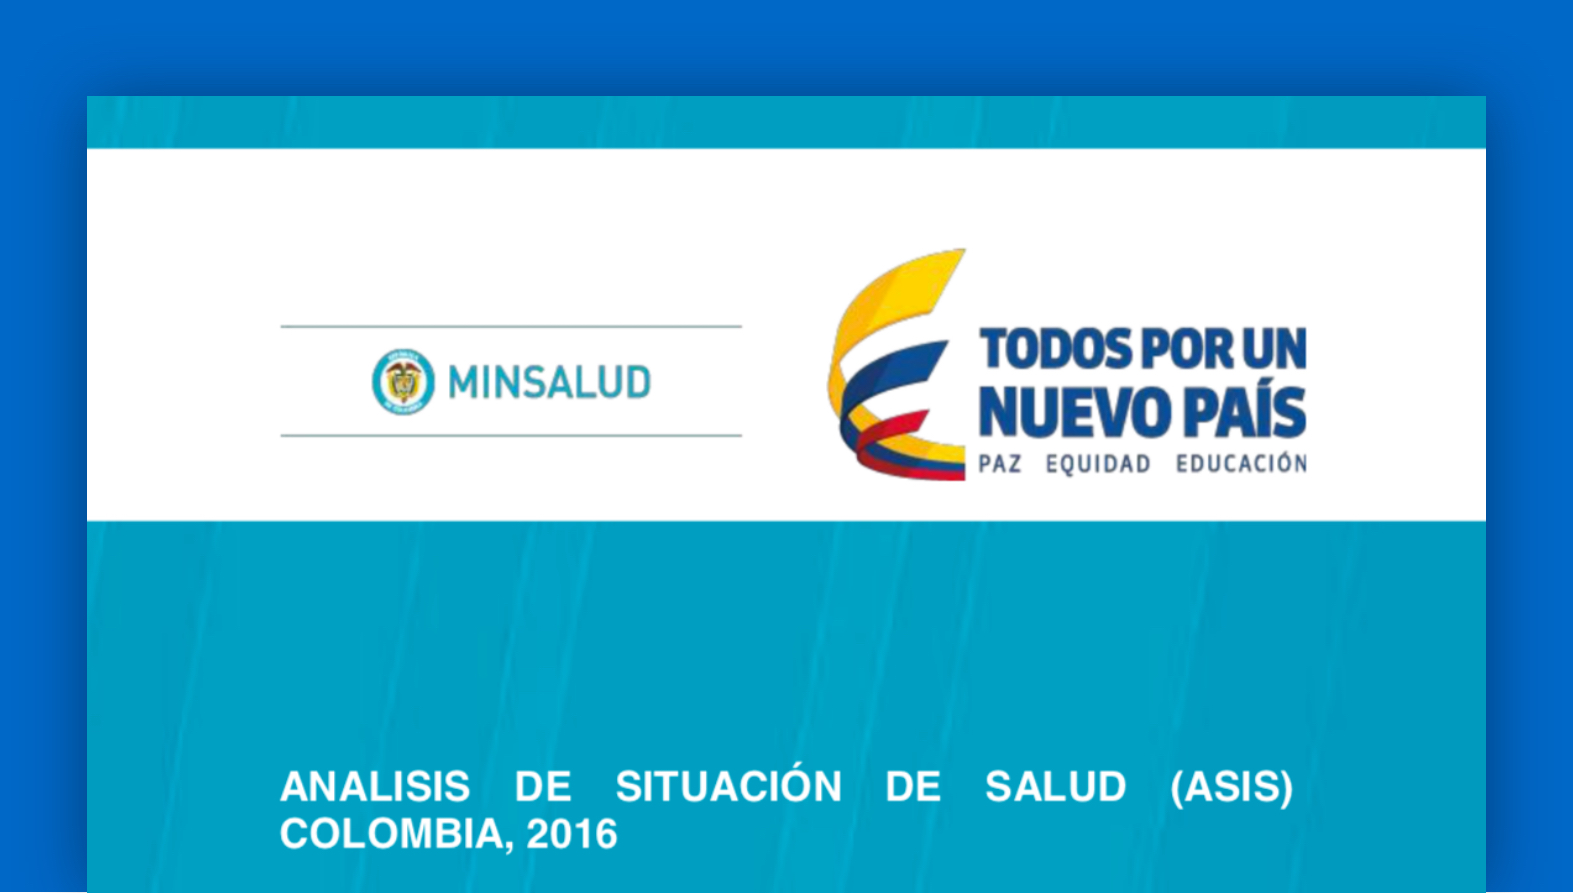 MINSALUD
TODOS POR UN
NUEVO PAÍS
PAZ EQUIDAD EDUCACIÓN
ANALISIS DE SITUACIÓN DE SALUD (ASIS)
COLOMBIA, 2016